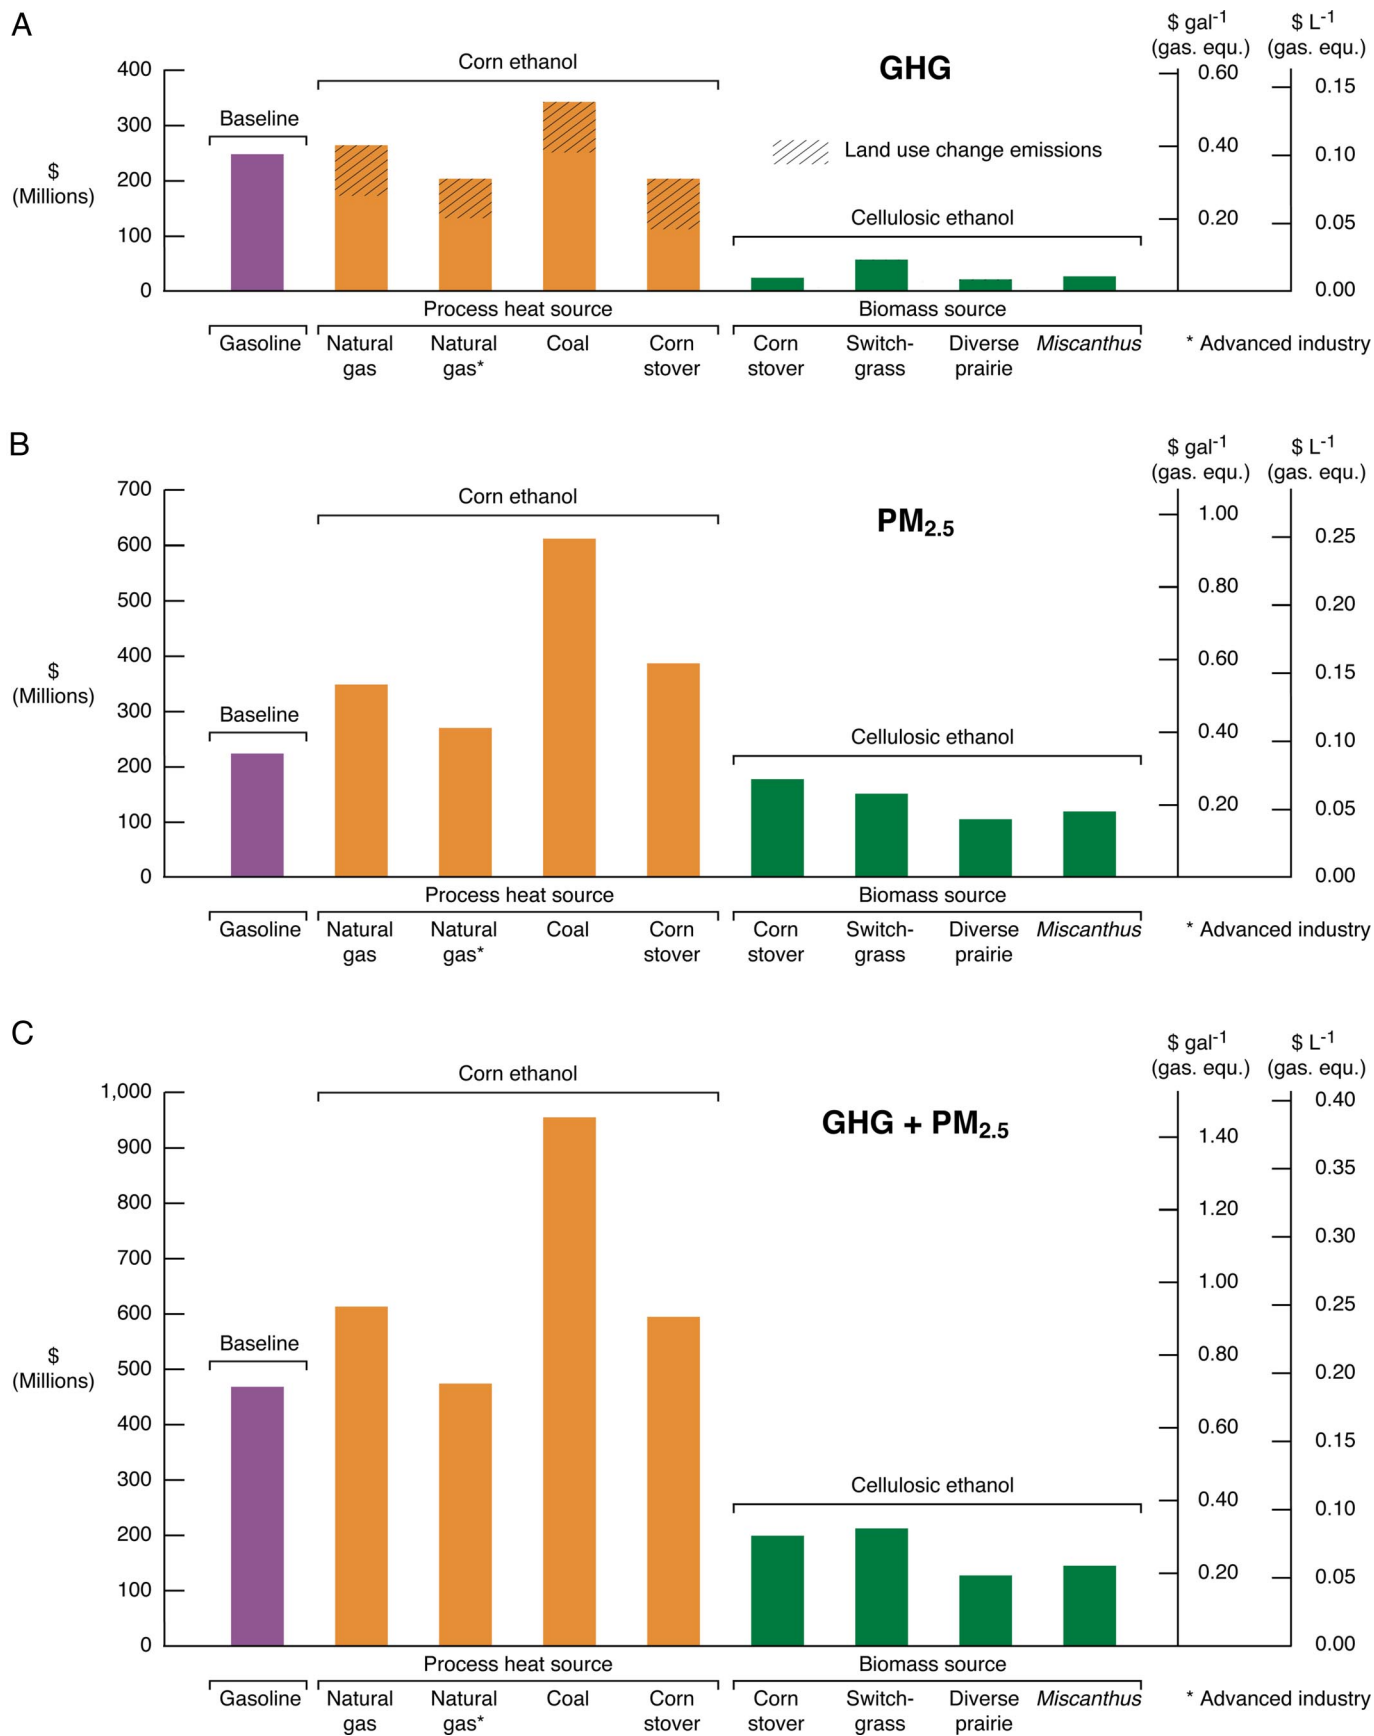 A
$ gal-1 $ L-1
(gas. equ.) (gas. equ.)
Corn ethanol
GHG
400
0.60
0.15
Baseline
300
Land use change emissions
0.40
0.10
$
(Millions)
200
Cellulosic ethanol
0.20
0.05
100
0
0.00
Process heat source
Biomass source
Gasoline
Natural
gas
Natural
gas*
Coal
Corn
stover
Corn
stover
Switch-
grass
Diverse
prairie
Miscanthus
* Advanced industry
B
$ gal-1 $ L-1
(gas. equ.) (gas. equ.)
700
Corn ethanol
PM2.5
1.00
0.25
600
0.80
0.20
500
400
0.60
0.15
$
(Millions)
300
Baseline
Cellulosic ethanol
0.40
0.10
200
0.20
0.05
100
0
0.00
Process heat source
Biomass source
Gasoline
Natural
gas
Natural
gas*
Coal
Corn
stover
Corn
stover
Switch-
grass
Diverse
prairie
Miscanthus
* Advanced industry
C
$ gal-1 $ L-1
(gas. equ.) (gas. equ.)
Corn ethanol
1,000
0.40
GHG + PM2.5
900
1.40
0.35
800
1.20
0.30
700
1.00
600
0.25
Baseline
$
(Millions)
500
0.80
0.20
400
0.60
0.15
300
Cellulosic ethanol
0.40
0.10
200
0.20
0.05
100
0
0.00
Process heat source
Biomass source
Gasoline
Natural
gas
Natural
gas*
Coal
Corn
stover
Corn
stover
Switch-
grass
Diverse
prairie
Miscanthus
* Advanced industry